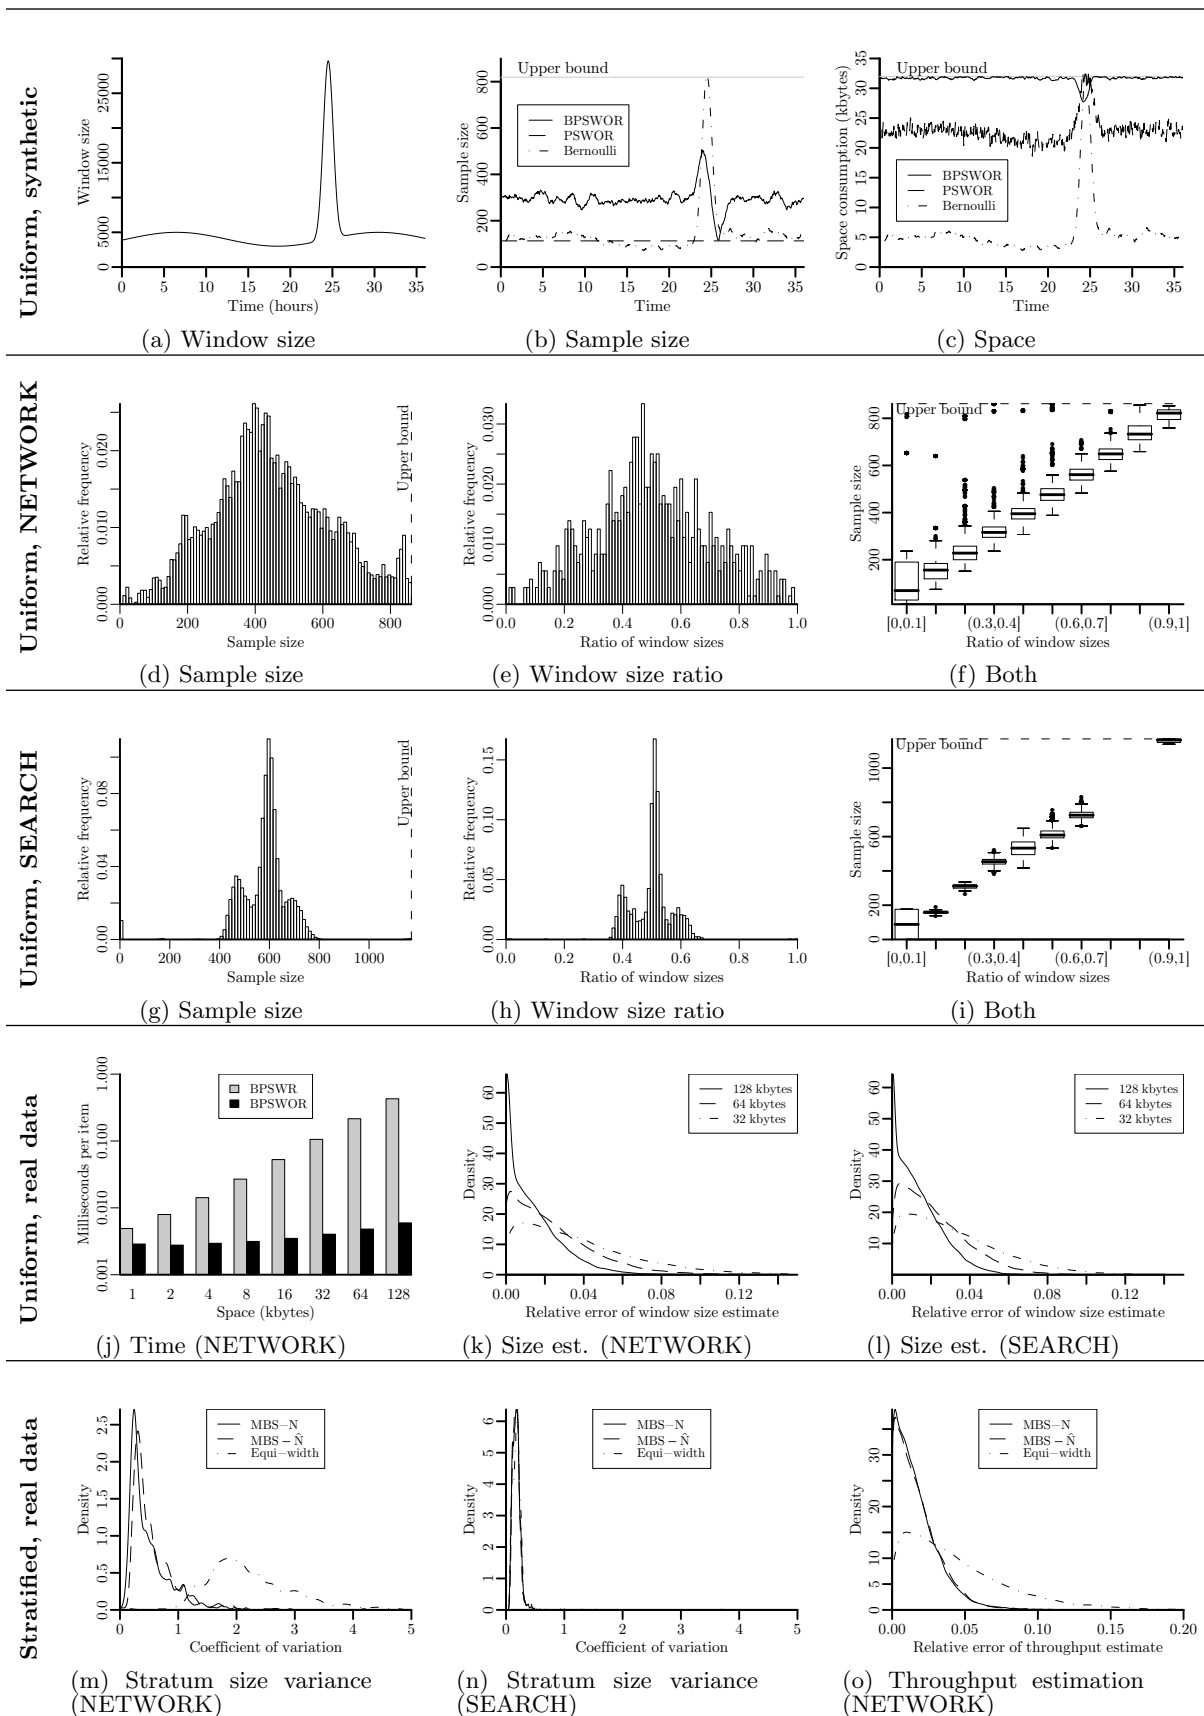 Uniform, synthetic
Window size
0
5000
15000
25000
0 5 10 15 20 25 30 35
Time (hours)
(a) Window size
Sample size
0
200
400
600
800
Upper bound
BPSWOR
PSWOR
Bernoulli
0 5 10 15 20 25 30 35
Time
(b) Sample size
Space consumption (kbytes)
0
5
10
15
20
25
30
35
Upper bound
BPSWOR
PSWOR
Bernoulli
0 5 10 15 20 25 30 35
Time
(c) Space
Uniform, NETWORK
Relative frequency
0.000
0.010
0.020
Upper bound
0 200 400 600 800
Sample size
(d) Sample size
Relative frequency
0.000
0.010
0.020
0.030
0.0 0.2 0.4 0.6 0.8 1.0
Ratio of window sizes
(e) Window size ratio
Sample size
200
400
600
800
Upper bound
[0,0.1] (0.3,0.4] (0.6,0.7] (0.9,1]
Ratio of window sizes
(f) Both
Uniform, SEARCH
Relative frequency
0.00
0.04
0.08
Upper bound
0 200 400 600 800 1000
Sample size
(g) Sample size
Relative frequency
0.00
0.05
0.10
0.15
0.0 0.2 0.4 0.6 0.8 1.0
Ratio of window sizes
(h) Window size ratio
Sample size
0
200
600
1000
Upper bound
[0,0.1] (0.3,0.4] (0.6,0.7] (0.9,1]
Ratio of window sizes
(i) Both
Uniform, real data
Milliseconds per item
0.001
0.010
0.100
1.000
BPSWR
BPSWOR
1 2 4 8 16 32 64 128
Space (kbytes)
(j) Time (NETWORK)
Density
0
10
20
30
40
50
60
128 kbytes
64 kbytes
32 kbytes
0.00 0.04 0.08 0.12
Relative error of window size estimate
(k) Size est. (NETWORK)
Density
0
10
20
30
40
50
60
128 kbytes
64 kbytes
32 kbytes
0.00 0.04 0.08 0.12
Relative error of window size estimate
(l) Size est. (SEARCH)
Stratified, real data
Density
0.0
0.5
1.0
1.5
2.0
2.5
MBS−N
MBS − N̂
Equi−width
0 1 2 3 4 5
Coefficient of variation
(m) Stratum size variance
(NETWORK)
Density
0
1
2
3
4
5
6
MBS−N
MBS − N̂
Equi−width
0 1 2 3 4 5
Coefficient of variation
(n) Stratum size variance
(SEARCH)
Density
0
5
10
20
30
MBS−N
MBS − N̂
Equi−width
0.00 0.05 0.10 0.15 0.20
Relative error of throughput estimate
(o) Throughput estimation
(NETWORK)